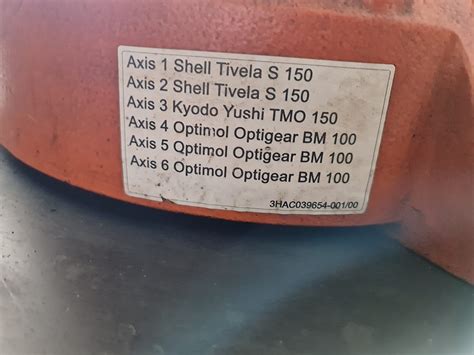 Axis 1 Shell Tivela S 150
Axis 2 Shell Tivela S 150
Axis 3 Kyodo Yushi TMO 150
Axis 4 Optimol Optigear BM 100
Axis 5 Optimol Optigear BM 100
Axis 6 Optimol Optigear BM 100
3HAC039654-001/00